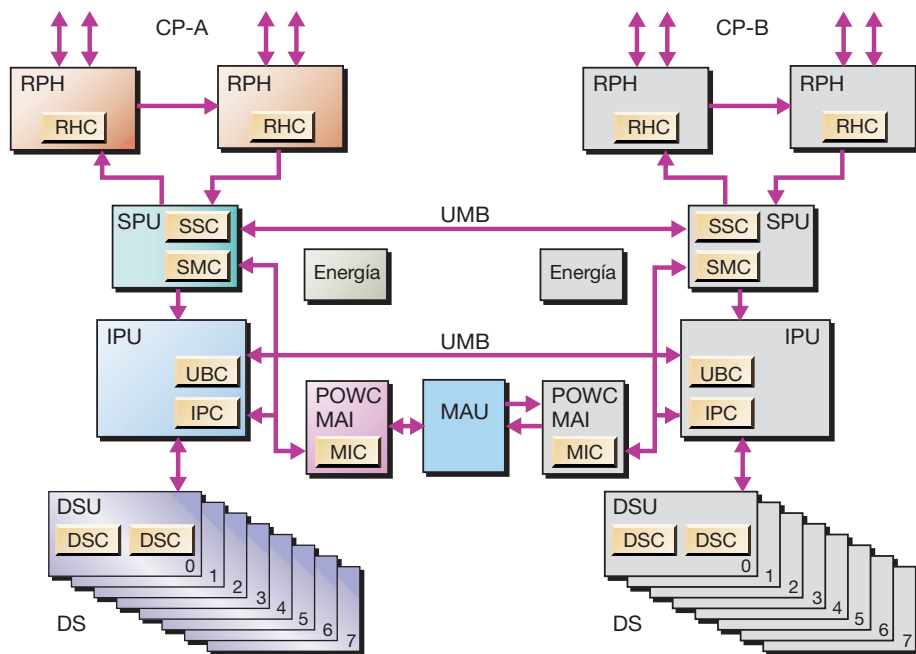 CP-A
CP-B
RPH
RHC
RPH
RHC
RPH
RHC
RPH
RHC
SPU
SSC
SMC
UMB
SSC
SPU
SMC
Energía
Energía
IPU
UBC
IPC
UMB
IPU
UBC
IPC
POWC
MAI
MIC
MAU
POWC
MAI
MIC
DSU
DSC
DSC
0
1
2
3
4
5
6
7
DS
DSU
DSC
DSC
0
1
2
3
4
5
6
7
DS